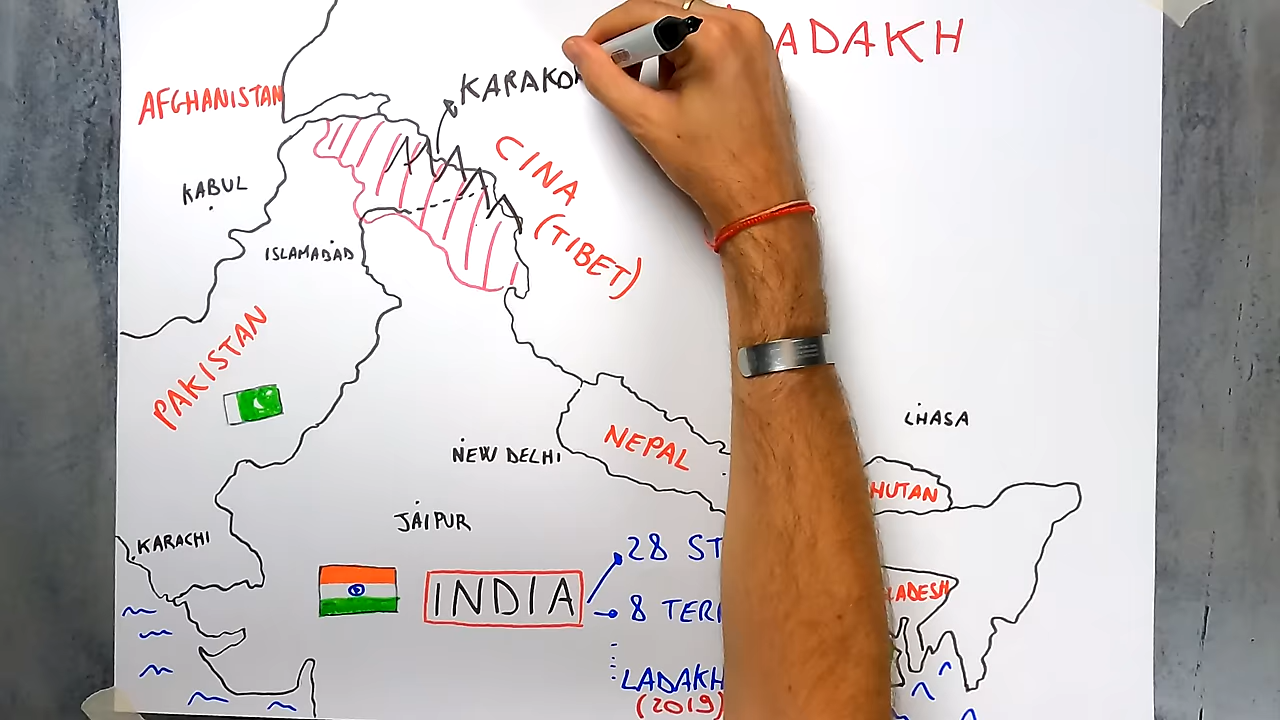 ADAKH
KARAKO
AFGHANISTAN
CINA
(TIBET)
KABUL
ISLAMABAD
PAKISTAN
LHASA
NEPAL
NEW DELHI
HUTAN
JAIPUR
KARACHI
28 ST
INDIA
8 TER
LADESH
LADAKH
(2019)